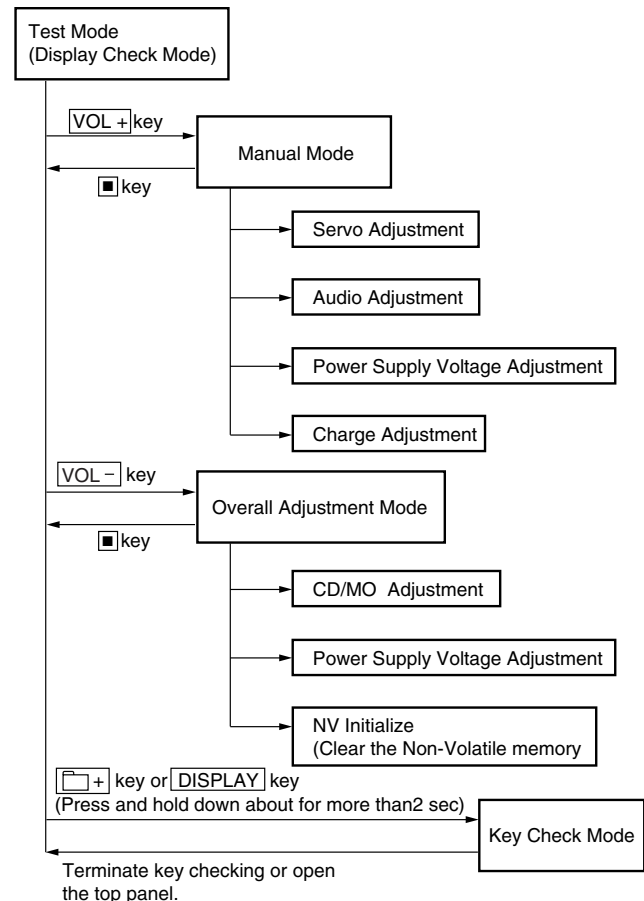 Test Mode
(Display Check Mode)
VOL + key
Manual Mode
■ key
Servo Adjustment
Audio Adjustment
Power Supply Voltage Adjustment
Charge Adjustment
VOL − key
Overall Adjustment Mode
■ key
CD/MO Adjustment
Power Supply Voltage Adjustment
NV Initialize
(Clear the Non-Volatile memory
+ key or DISPLAY key
(Press and hold down about for more than2 sec)
Key Check Mode
Terminate key checking or open
the top panel.